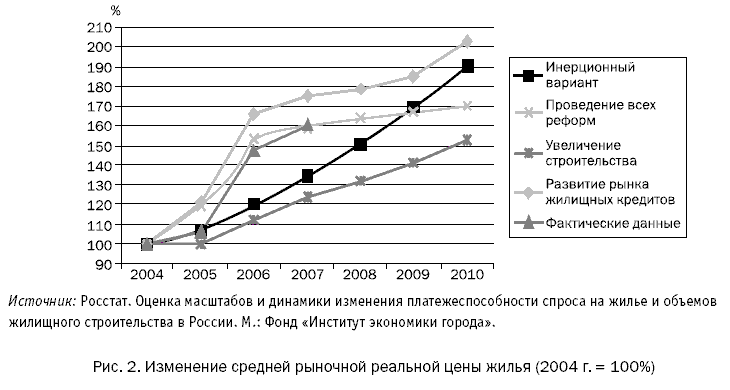 %
210
200
190
180
170
160
150
140
130
120
110
100
90
2004 2005 2006 2007 2008 2009 2010
Инерционный
вариант
Проведение всех
реформ
Увеличение
строительства
Развитие рынка
жилищных кредитов
Фактические данные
Источник: Росстат. Оценка масштабов и динамики изменения платежеспособности спроса на жилье и объемов
жилищного строительства в России. М.: Фонд «Институт экономики города».
Рис. 2. Изменение средней рыночной реальной цены жилья (2004 г. = 100%)